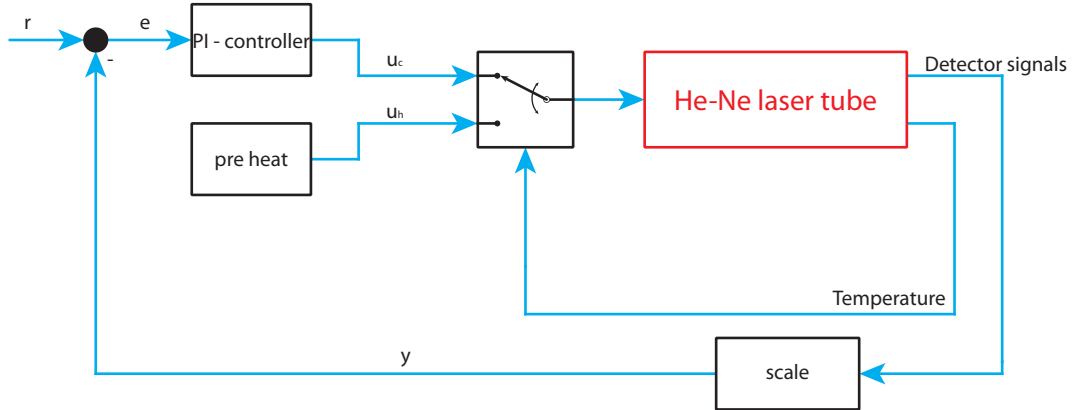 r
e
PI - controller
uc
Detector signals
He-Ne laser tube
uh
pre heat
-
Temperature
y
scale